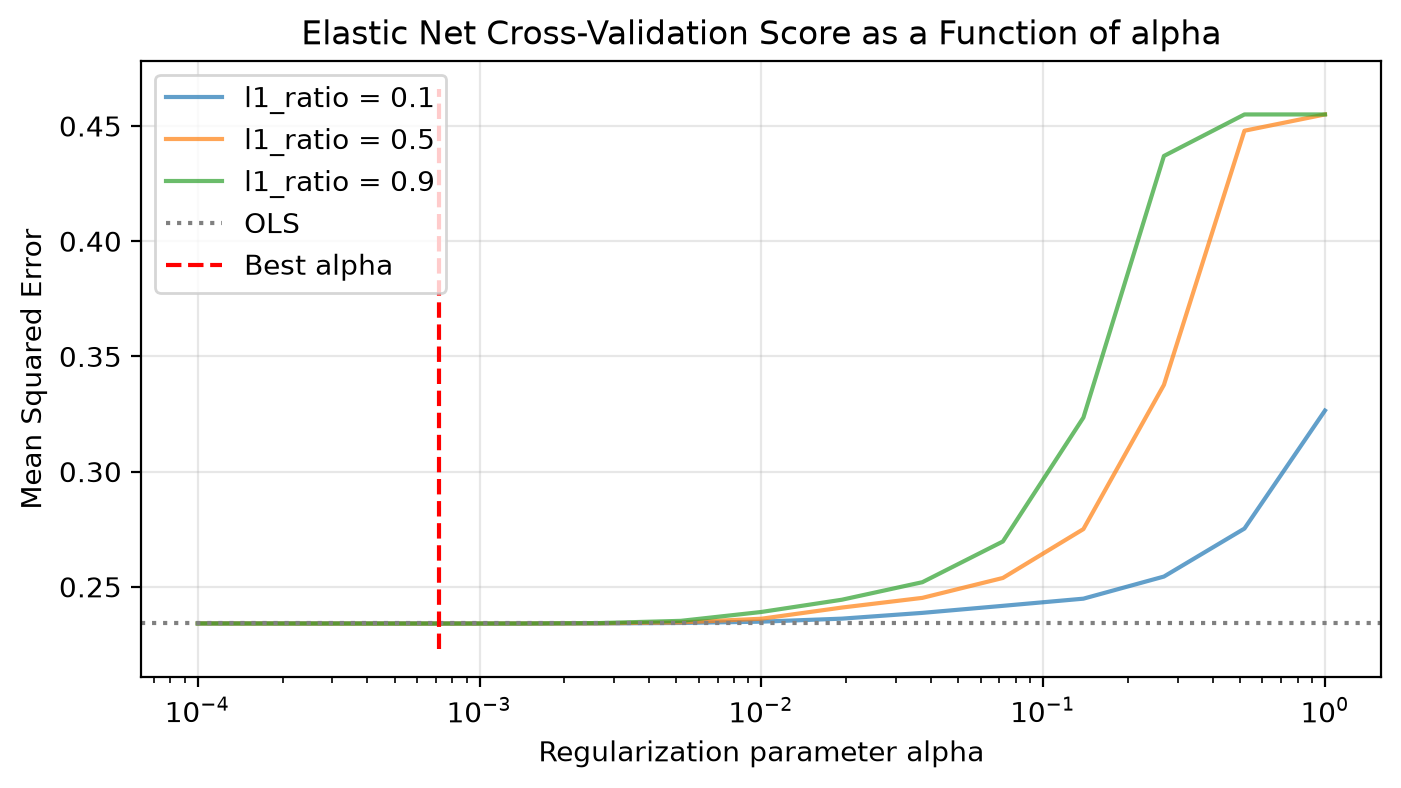 Elastic Net Cross-Validation Score as a Function of alpha
l1_ratio = 0.1
l1_ratio = 0.5
l1_ratio = 0.9
OLS
Best alpha
Mean Squared Error
0.45
0.40
0.35
0.30
0.25
10⁻⁴ 10⁻³ 10⁻² 10⁻¹ 10⁰
Regularization parameter alpha